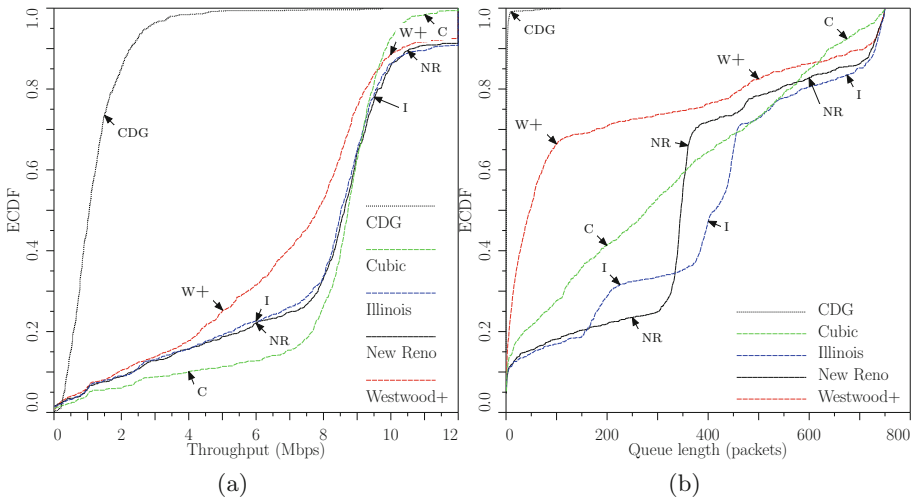 1.0
0.8
0.6
0.4
0.2
0.0
ECDF
CDG
W+
C
NR
I
W+
I
NR
C
CDG
Cubic
Illinois
New Reno
Westwood+
0 2 4 6 8 10 12
Throughput (Mbps)
(a)
1.0
0.8
0.6
0.4
0.2
0.0
ECDF
CDG
C
W+
I
NR
W+
NR
C
I
I
NR
CDG
Cubic
Illinois
New Reno
Westwood+
0 200 400 600 800
Queue length (packets)
(b)